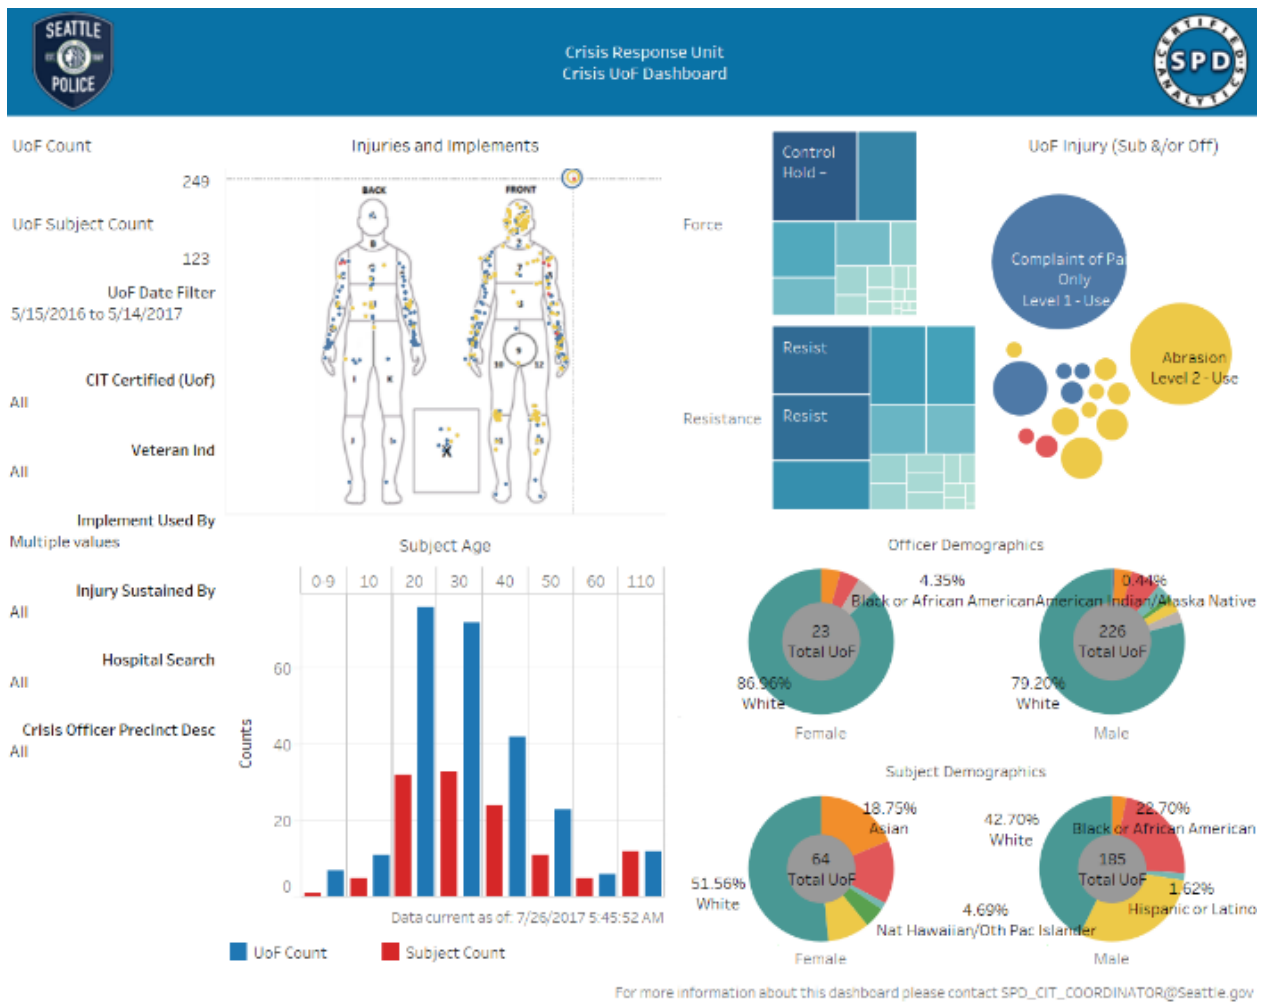 SEATTLE
POLICE
Crisis Response Unit
Crisis UoF Dashboard
CERTIFIED
SPD
ANALYTICS
UoF Count
249
UoF Subject Count
123
UoF Date Filter
5/15/2016 to 5/14/2017
CIT Certified (Uof)
All
Veteran Ind
All
Implement Used By
Multiple values
Injury Sustained By
All
Hospital Search
All
Crisis Officer Precinct Desc
All
Injuries and Implements
BACK
FRONT
B
K
10
12
X
Force
Control
Hold –
Resistance
Resist
Resist
UoF Injury (Sub &/or Off)
Complaint of Pa
Only
Level 1 - Use
Abrasion
Level 2 - Use
Subject Age
0-9 10 20 30 40 50 60 110
Counts
60
40
20
0
Data current as of: 7/26/2017 5:45:52 AM
UoF Count
Subject Count
Officer Demographics
4.35%
Black or African American
23
Total UoF
86.96%
White
Female
0.44%
American Indian/Alaska Native
226
Total UoF
79.20%
White
Male
Subject Demographics
18.75%
Asian
64
Total UoF
51.56%
White
4.69%
Nat Hawaiian/Oth Pac Islander
Female
42.70%
White
22.70%
Black or African American
185
Total UoF
1.62%
Hispanic or Latino
Male
For more information about this dashboard please contact SPD_CIT_COORDINATOR@Seattle.gov